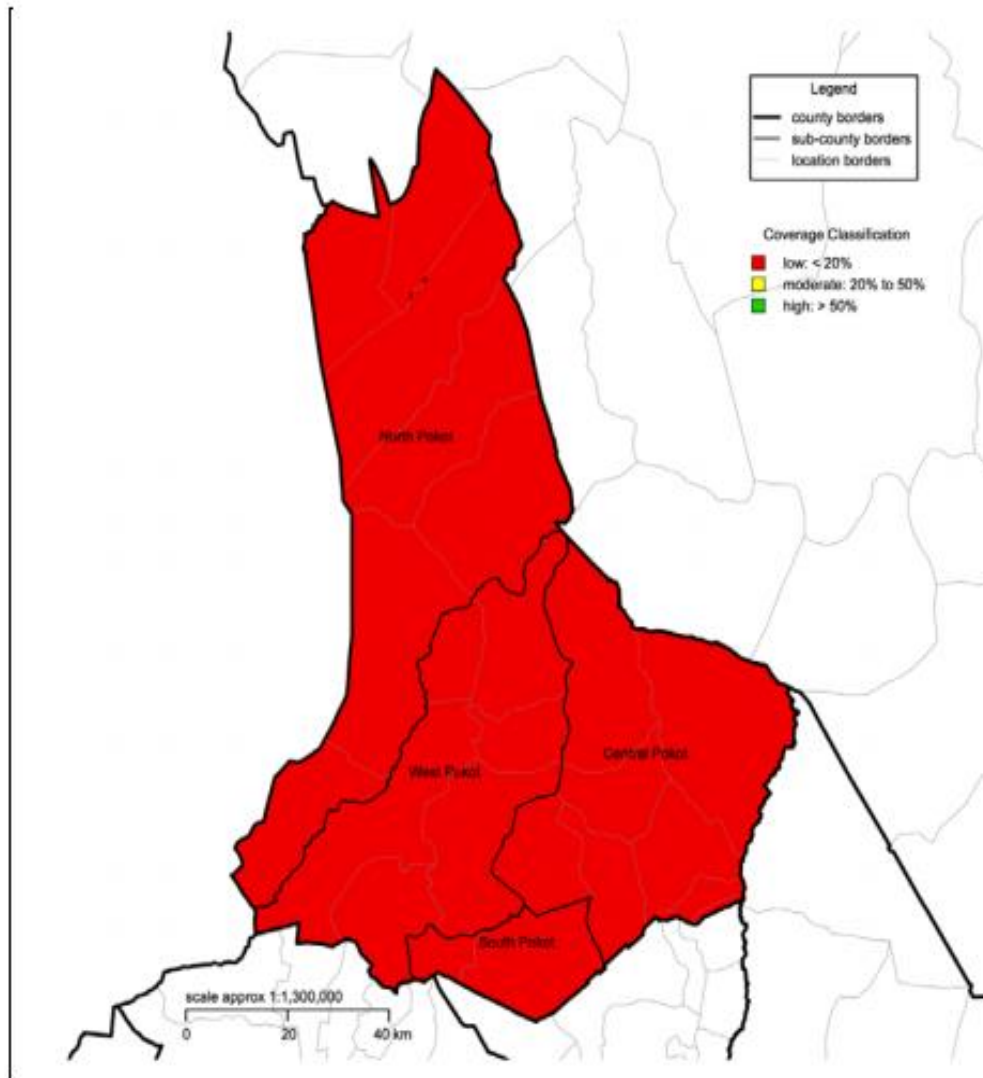 Legend
county borders
sub-county borders
location borders
Coverage Classification
low: < 20%
moderate: 20% to 50%
high: > 50%
North Pokot
Central Pokot
West Pokot
South Pokot
scale approx 1:1,300,000
0 20 40 km